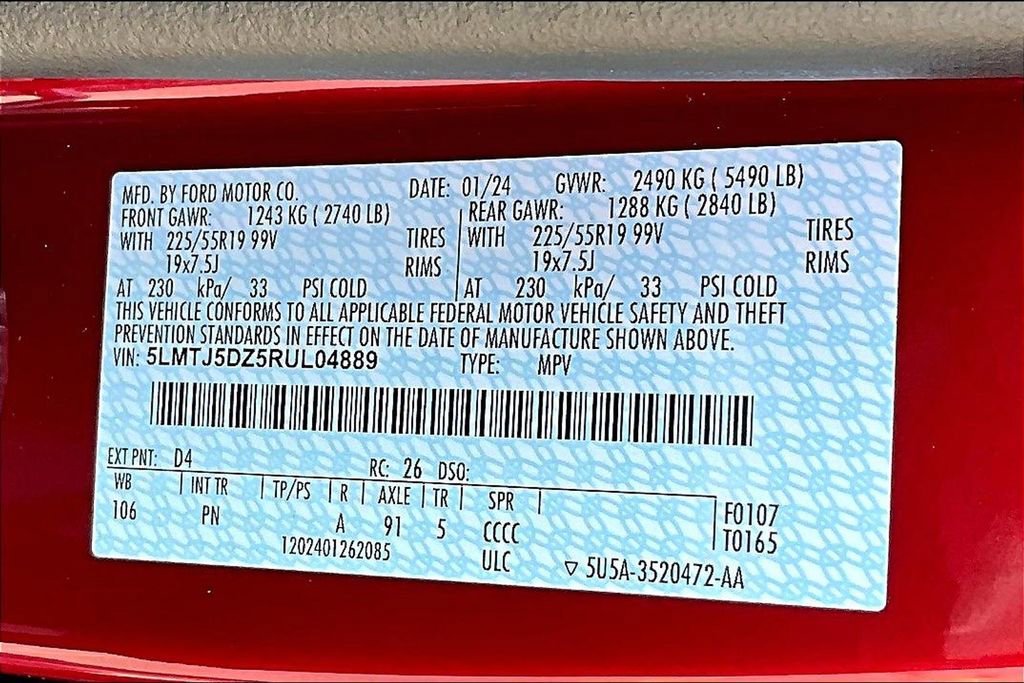 MFD. BY FORD MOTOR CO. DATE: 01/24 GVWR: 2490 KG ( 5490 LB)
FRONT GAWR: 1243 KG ( 2740 LB) REAR GAWR: 1288 KG ( 2840 LB)
WITH 225/55R19 99V TIRES WITH 225/55R19 99V TIRES
19x7.5J RIMS 19x7.5J RIMS
AT 230 kPa/ 33 PSI COLD AT 230 kPa/ 33 PSI COLD
THIS VEHICLE CONFORMS TO ALL APPLICABLE FEDERAL MOTOR VEHICLE SAFETY AND THEFT
PREVENTION STANDARDS IN EFFECT ON THE DATE OF MANUFACTURE SHOWN ABOVE.
VIN: 5LMTJ5DZ5RUL04889 TYPE: MPV
EXT PNT: D4 RC: 26 DSO:
WB INT TR TP/PS R AXLE TR SPR F0107
106 PN A 91 5 CCCC T0165
1202401262085 ULC ▽ 5U5A-3520472-AA